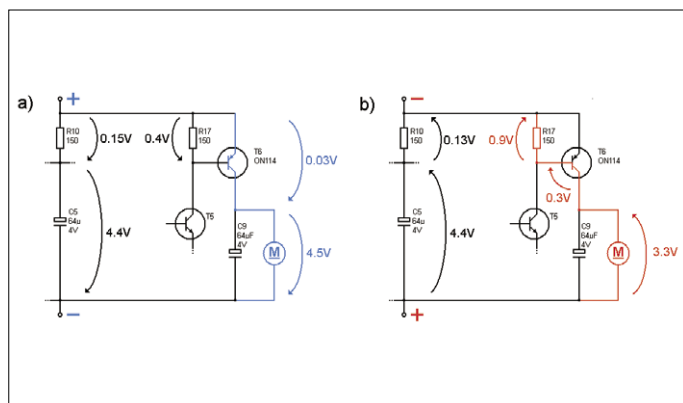 a)
+
R10
150
0.15V
0.4V
R17
150
T6
ON114
0.03V
C5
64u
4V
4.4V
T5
C9
64uF
4V
M
4.5V
−
b)
−
R10
150
0.13V
0.9V
R17
150
T6
ON114
0.3V
C5
64u
4V
4.4V
T5
C9
64uF
4V
M
3.3V
+